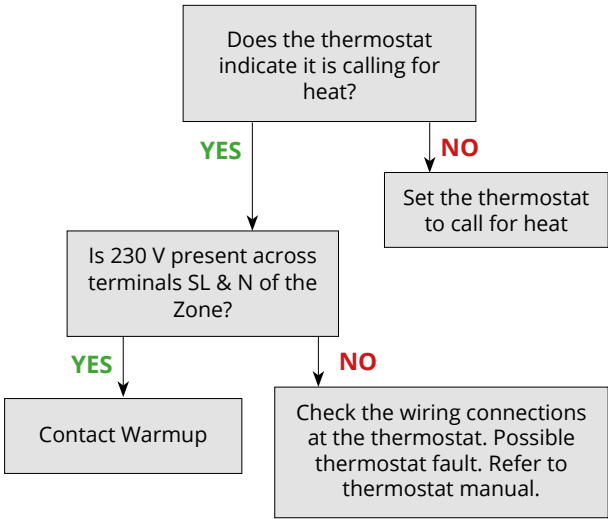 Does the thermostat
indicate it is calling for
heat?
YES
NO
Set the thermostat
to call for heat
Is 230 V present across
terminals SL & N of the
Zone?
YES
NO
Contact Warmup
Check the wiring connections
at the thermostat. Possible
thermostat fault. Refer to
thermostat manual.